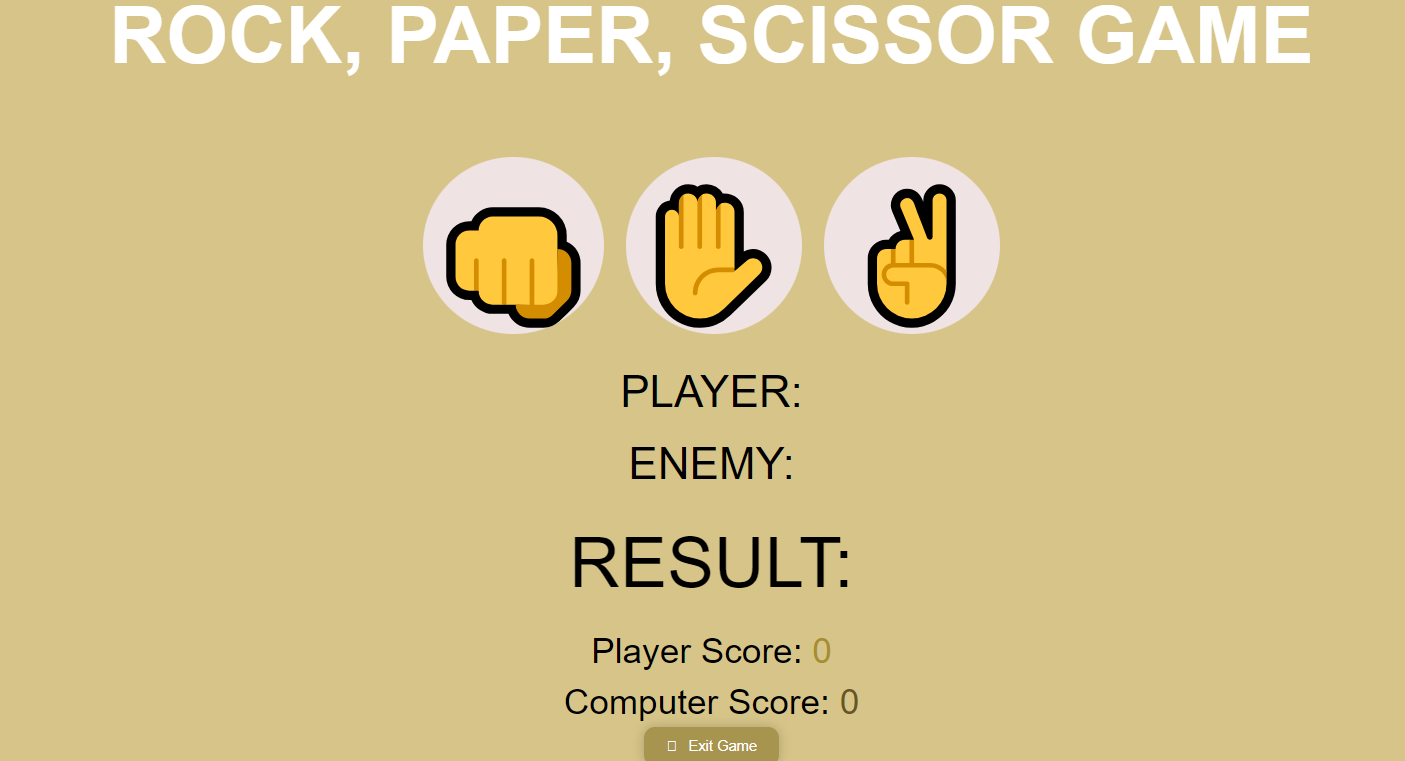 ROCK, PAPER, SCISSOR GAME
PLAYER:
ENEMY:
RESULT:
Player Score: 0
Computer Score: 0
Exit Game